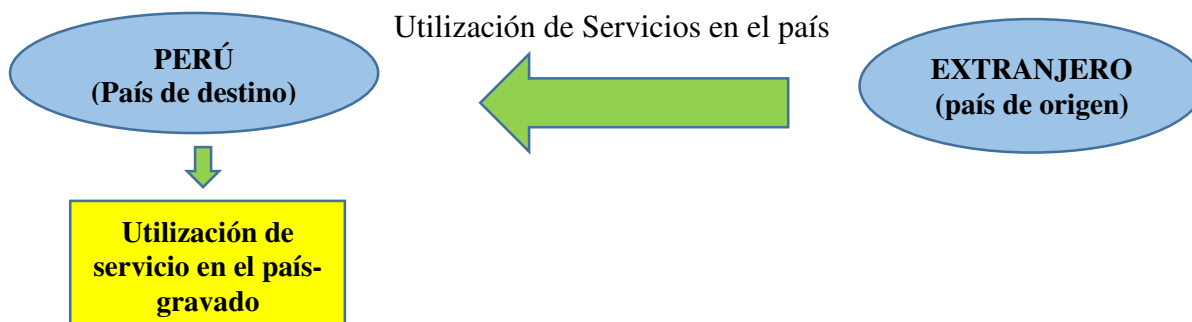 Utilización de Servicios en el país
PERÚ
(País de destino)
EXTRANJERO
(país de origen)
Utilización de
servicio en el país-
gravado